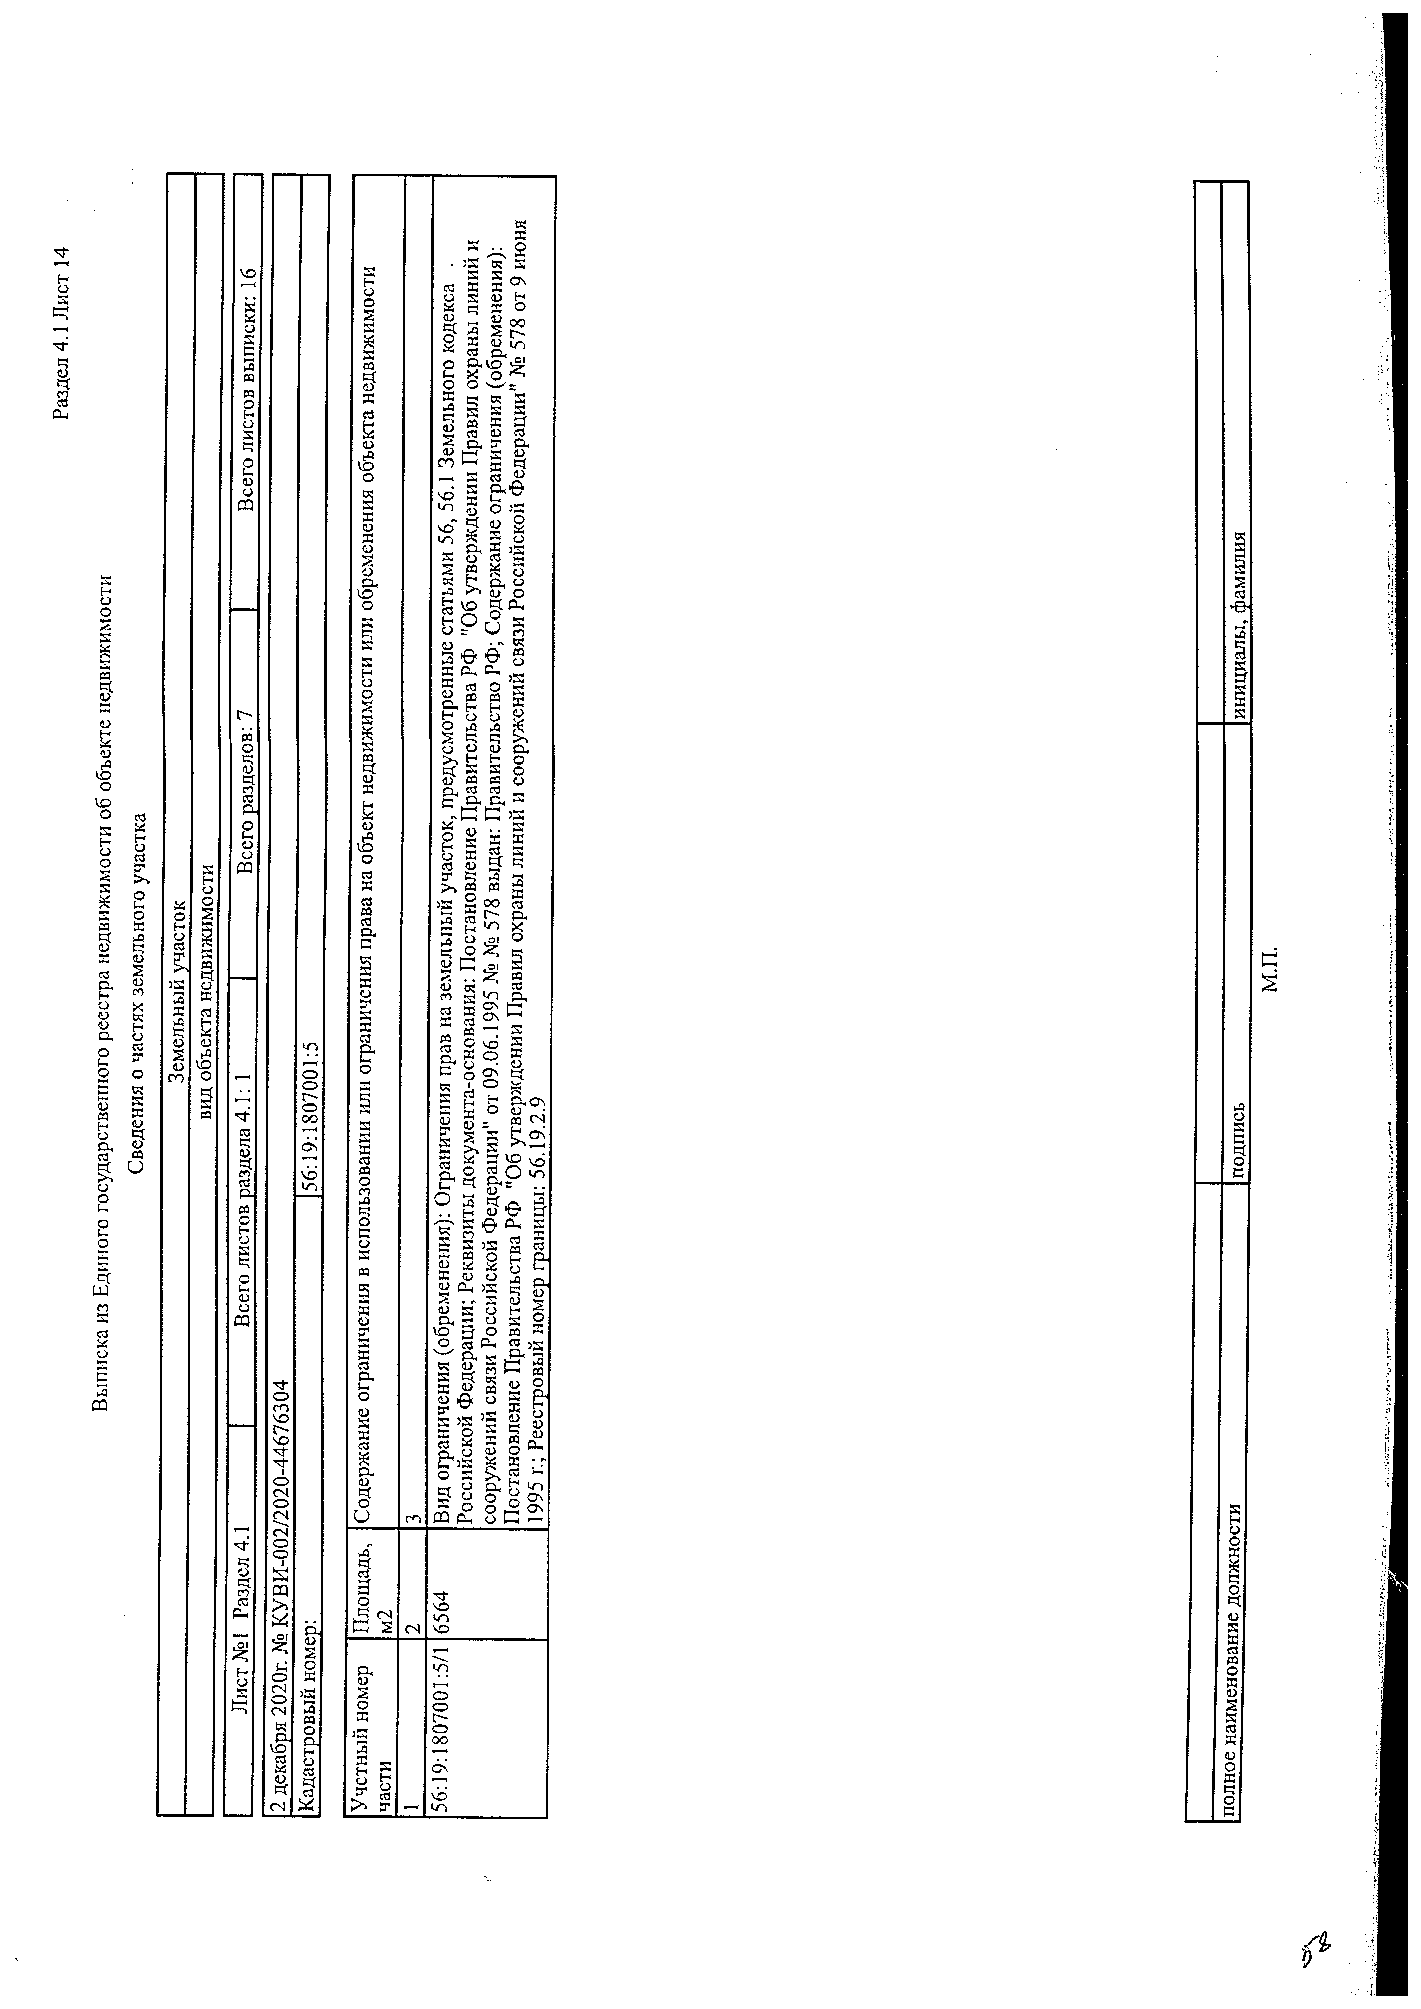 Раздел 4.1 Лист 14
Выписка из Единого государственного реестра недвижимости об объекте недвижимости
Сведения о частях земельного участка
Земельный участок
вид объекта недвижимости
Лист №1 Раздел 4.1 Всего листов раздела 4.1: 1 Всего разделов: 7 Всего листов выписки: 16
2 декабря 2020г. № КУВИ-002/2020-44676304
Кадастровый номер: 56:19:1807001:5
Учетный номер части Площадь, м2 Содержание ограничения в использовании или ограничения права на объект недвижимости или обременения объекта недвижимости
1 2 3
56:19:1807001:5/1 6564 Вид ограничения (обременения): Ограничения прав на земельный участок, предусмотренные статьями 56, 56.1 Земельного кодекса
Российской Федерации; Реквизиты документа-основания: Постановление Правительства РФ "Об утверждении Правил охраны линий и
сооружений связи Российской Федерации" от 09.06.1995 № № 578 выдан: Правительство РФ; Содержание ограничения (обременения):
Постановление Правительства РФ "Об утверждении Правил охраны линий и сооружений связи Российской Федерации" № 578 от 9 июня
1995 г.; Реестровый номер границы: 56.19.2.9
полное наименование должности подпись инициалы, фамилия
М.П.
58